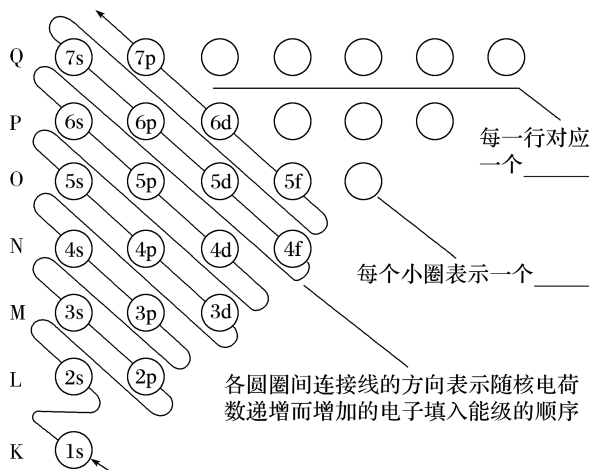 Q 7s 7p
P 6s 6p 6d
每一行对应
一个______
O 5s 5p 5d 5f
N 4s 4p 4d 4f
每个小圈表示一个______
M 3s 3p 3d
L 2s 2p
各圆圈间连接线的方向表示随核电荷
数递增而增加的电子填入能级的顺序
K 1s